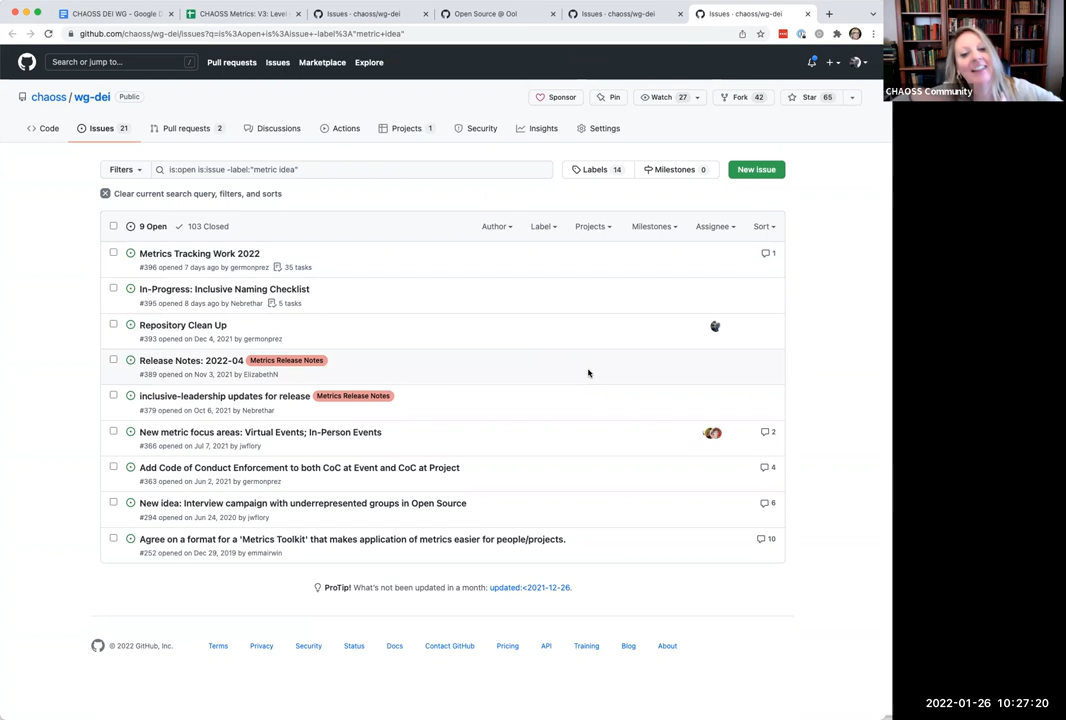 CHAOSS DEI WG - Google D
CHAOSS Metrics: V3: Level
Issues · chaoss/wg-dei
Open Source @ Ool
Issues · chaoss/wg-dei
Issues · chaoss/wg-dei
github.com/chaoss/wg-dei/issues?q=is%3Aopen+is%3Aissue+-label%3A"metric+idea"
Search or jump to...
/
Pull requests
Issues
Marketplace
Explore
CHAOSS Community
chaoss / wg-dei
Public
Sponsor
Pin
Watch 27
Fork 42
Star 65
Code
Issues 21
Pull requests 2
Discussions
Actions
Projects 1
Security
Insights
Settings
Filters
is:open is:issue -label:"metric idea"
Labels 14
Milestones 0
New issue
Clear current search query, filters, and sorts
9 Open
103 Closed
Author
Label
Projects
Milestones
Assignee
Sort
Metrics Tracking Work 2022
1
#396 opened 7 days ago by germonprez 35 tasks
In-Progress: Inclusive Naming Checklist
#395 opened 8 days ago by Nebrethar 5 tasks
Repository Clean Up
#393 opened on Dec 4, 2021 by germonprez
Release Notes: 2022-04 Metrics Release Notes
#389 opened on Nov 3, 2021 by ElizabethN
inclusive-leadership updates for release Metrics Release Notes
#379 opened on Oct 6, 2021 by Nebrethar
New metric focus areas: Virtual Events; In-Person Events
2
#366 opened on Jul 7, 2021 by jwflory
Add Code of Conduct Enforcement to both CoC at Event and CoC at Project
4
#363 opened on Jun 2, 2021 by germonprez
New idea: Interview campaign with underrepresented groups in Open Source
6
#294 opened on Jun 24, 2020 by jwflory
Agree on a format for a 'Metrics Toolkit' that makes application of metrics easier for people/projects.
10
#252 opened on Dec 29, 2019 by emmairwin
ProTip! What's not been updated in a month: updated:<2021-12-26.
© 2022 GitHub, Inc.
Terms
Privacy
Security
Status
Docs
Contact GitHub
Pricing
API
Training
Blog
About
2022-01-26 10:27:20